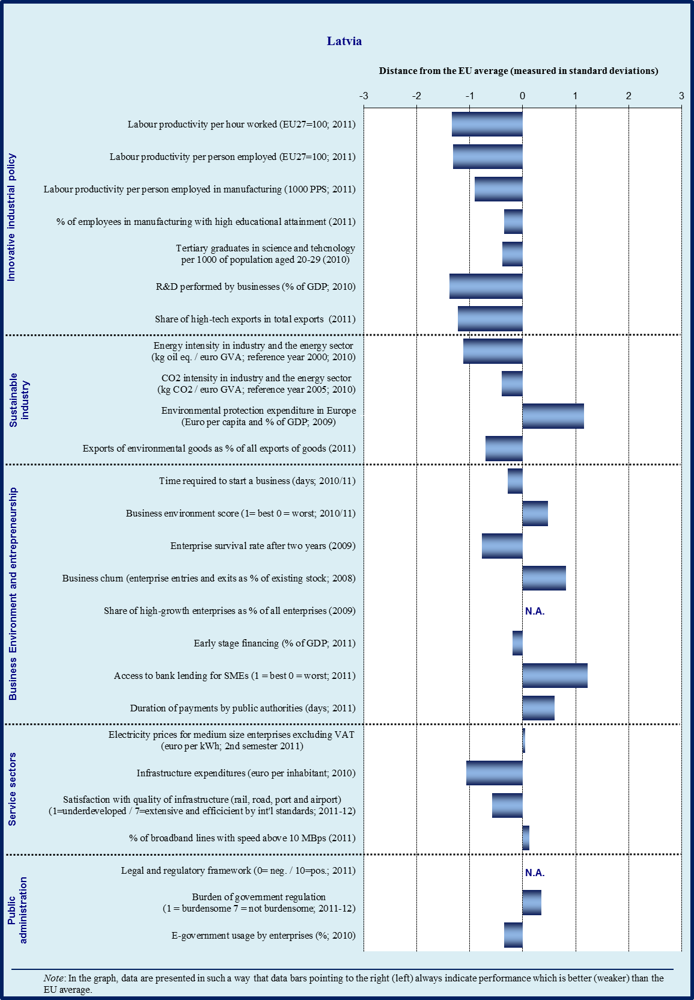 Latvia
Distance from the EU average (measured in standard deviations)
-3 -2 -1 0 1 2 3
Innovative industrial policy
Labour productivity per hour worked (EU27=100; 2011)
Labour productivity per person employed (EU27=100; 2011)
Labour productivity per person employed in manufacturing (1000 PPS; 2011)
% of employees in manufacturing with high educational attainment (2011)
Tertiary graduates in science and tehcnology
per 1000 of population aged 20-29 (2010)
R&D performed by businesses (% of GDP; 2010)
Share of high-tech exports in total exports (2011)
Sustainable
industry
Energy intensity in industry and the energy sector
(kg oil eq. / euro GVA; reference year 2000; 2010)
CO2 intensity in industry and the energy sector
(kg CO2 / euro GVA; reference year 2005; 2010)
Environmental protection expenditure in Europe
(Euro per capita and % of GDP; 2009)
Exports of environmental goods as % of all exports of goods (2011)
Business Environment and entrepreneurship
Time required to start a business (days; 2010/11)
Business environment score (1= best 0 = worst; 2010/11)
Enterprise survival rate after two years (2009)
Business churn (enterprise entries and exits as % of existing stock; 2008)
Share of high-growth enterprises as % of all enterprises (2009)
N.A.
Early stage financing (% of GDP; 2011)
Access to bank lending for SMEs (1 = best 0 = worst; 2011)
Duration of payments by public authorities (days; 2011)
Service sectors
Electricity prices for medium size enterprises excluding VAT
(euro per kWh; 2nd semester 2011)
Infrastructure expenditures (euro per inhabitant; 2010)
Satisfaction with quality of infrastructure (rail, road, port and airport)
(1=underdeveloped / 7=extensive and efficicient by int'l standards; 2011-12)
% of broadband lines with speed above 10 MBps (2011)
Public
administration
Legal and regulatory framework (0= neg. / 10=pos.; 2011)
N.A.
Burden of government regulation
(1 = burdensome 7 = not burdensome; 2011-12)
E-government usage by enterprises (%; 2010)
Note: In the graph, data are presented in such a way that data bars pointing to the right (left) always indicate performance which is better (weaker) than the
EU average.